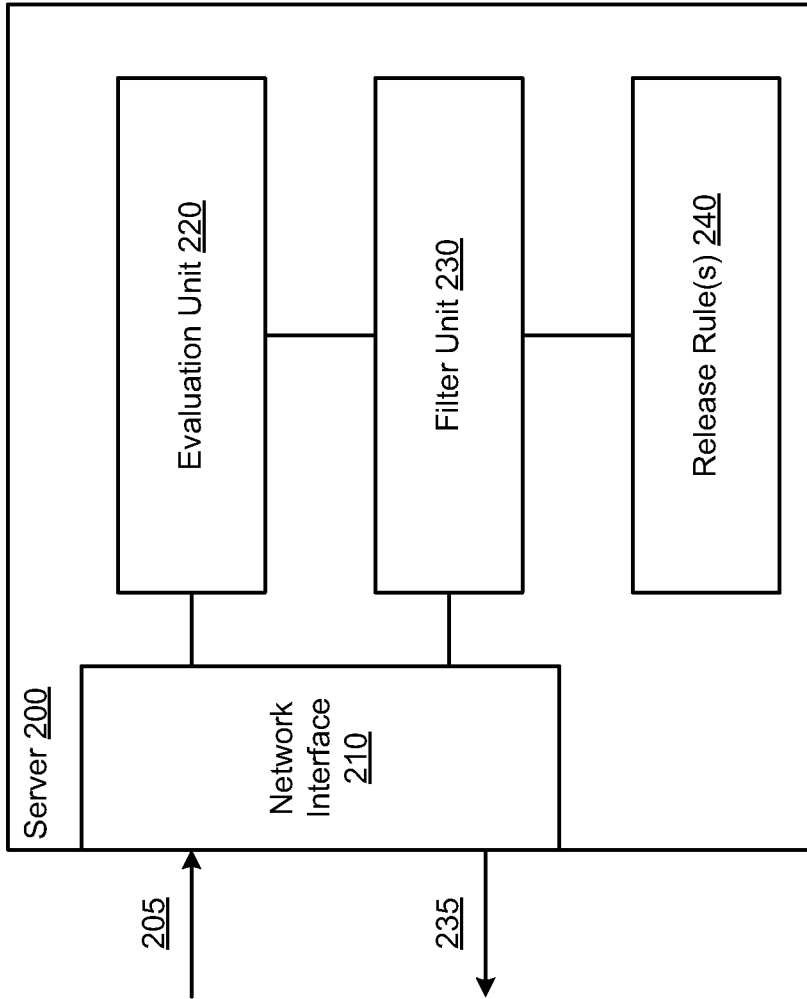 Server 200
205
235
Network
Interface
210
Evaluation Unit 220
Filter Unit 230
Release Rule(s) 240